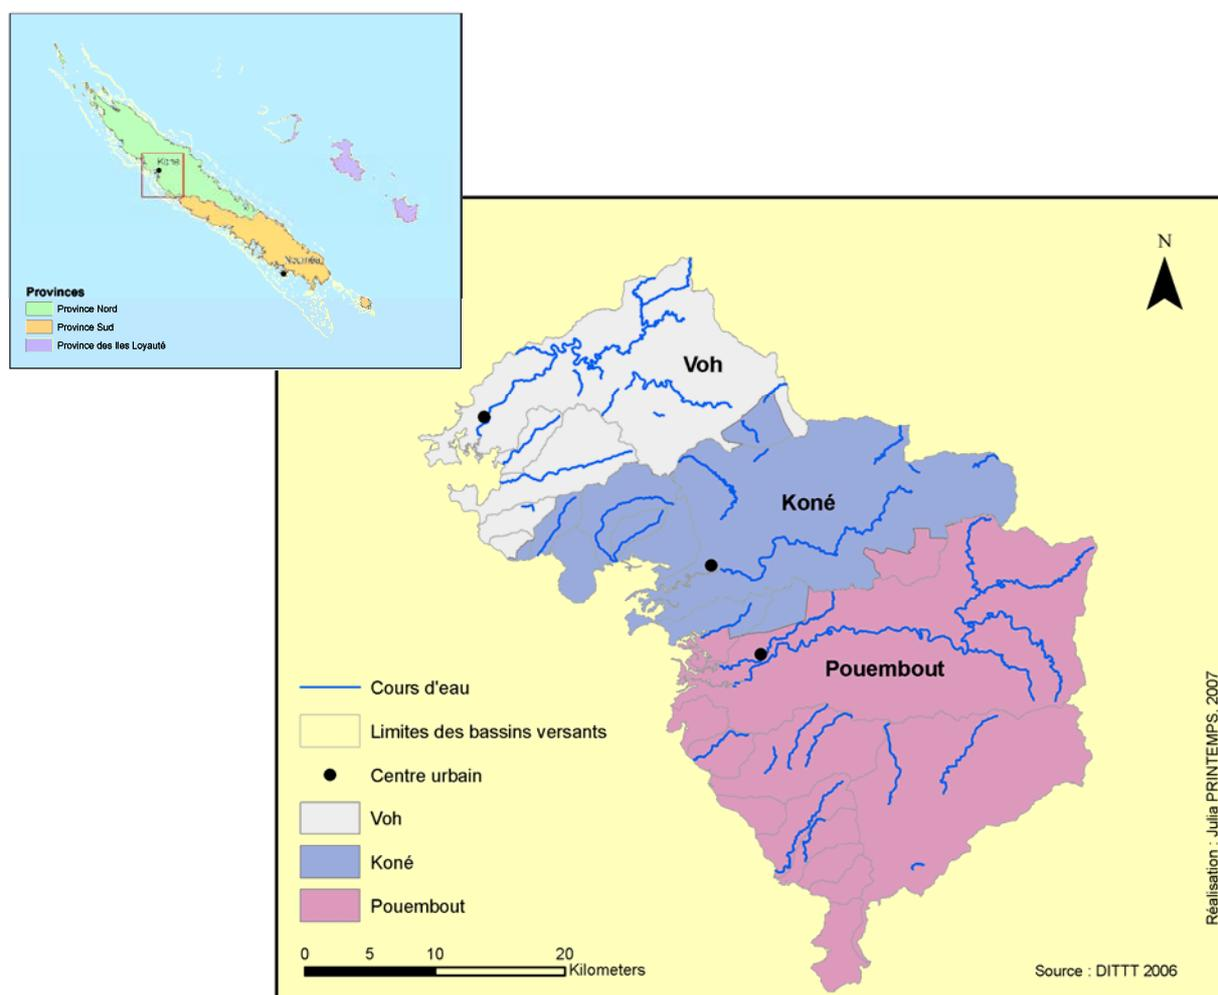 Koné
Nouméa
Provinces
Province Nord
Province Sud
Province des Iles Loyauté
N
Voh
Koné
Pouembout
Cours d'eau
Limites des bassins versants
Centre urbain
Voh
Koné
Pouembout
0 5 10 20
Kilometers
Source : DITTT 2006
Réalisation : Julia PRINTEMPS, 2007